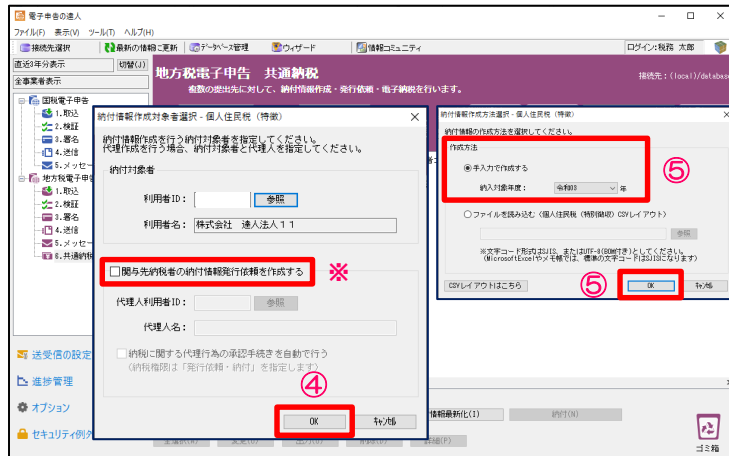 電子申告の達人
ファイル(F) 表示(V) ツール(T) ヘルプ(H)
接続先選択 最新の情報に更新 データベース管理 ウィザード 情報コミュニティ ログイン:税務 太郎
直近3年分表示 切替(J)
全事業者表示
地方税電子申告 共通納税
接続先：(local)/database
複数の提出先に対して、納付情報作成・発行依頼・電子納税を行います。
国税電子申告
1.取込
2.検証
3.署名
4.送信
5.メッセー
地方税電子申告
1.取込
2.検証
3.署名
4.送信
5.メッセー
6.共通納税
送受信の設定
進捗管理
オプション
セキュリティ例外
納付情報作成対象者選択 - 個人住民税（特徴）
納付情報作成を行う納付対象者を指定してください。
代理作成を行う場合、納付対象者と代理人を指定してください。
納付対象者
利用者ID： 参照
利用者名： 株式会社 達人法人１１
関与先納税者の納付情報発行依頼を作成する
※
代理人利用者ID： 参照
代理人名：
納税に関する代理行為の承認手続きを自動で行う
(納税権限は「発行依頼・納付」を指定します)
④
OK キャンセル
納付情報作成方法選択 - 個人住民税（特徴）
納付情報の作成方法を選択してください。
作成方法
手入力で作成する
⑤
納入対象年度： 令和03 年
ファイルを読み込む（個人住民税（特別徴収）CSVレイアウト）
参照
※文字コード形式はSJIS、またはUTF-8(BOM付き)としてください。
(MicrosoftExcelやメモ帳では、標準の文字コードはSJISになります)
⑤
CSVレイアウトはこちら OK キャンセル
情報最新化(I) 納付(N)
ゴミ箱